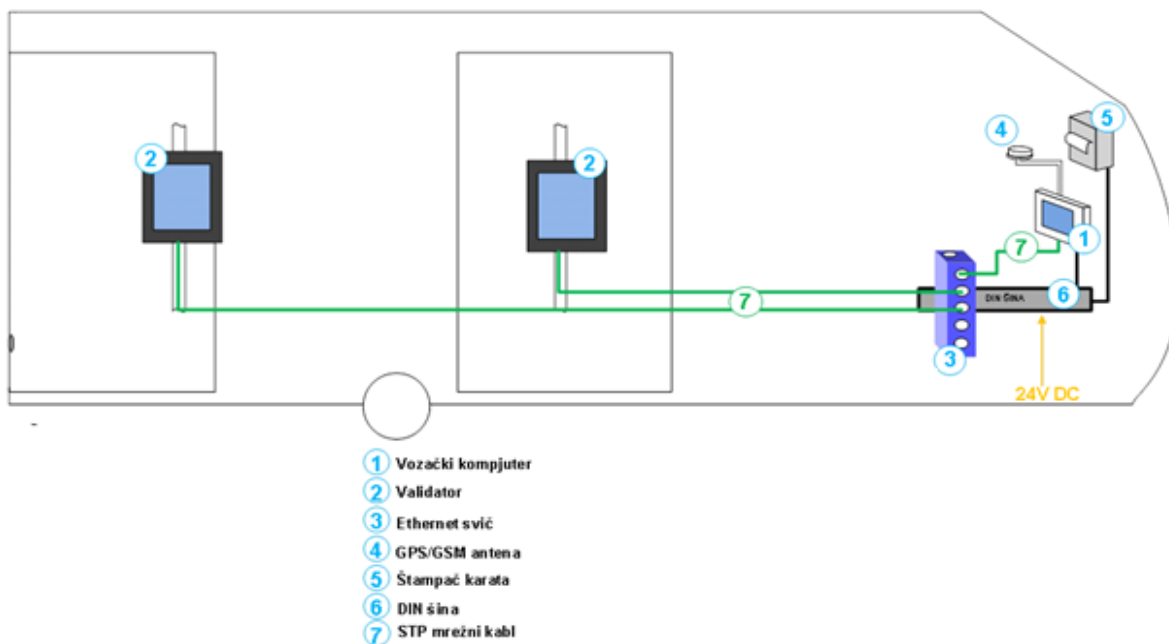 5
4
2
2
1
7
DIN ŠINA
6
7
3
24V DC
1 Vozački kompjuter
2 Validator
3 Ethernet svič
4 GPS/GSM antena
5 Štampač karata
6 DIN šina
7 STP mrežni kabl